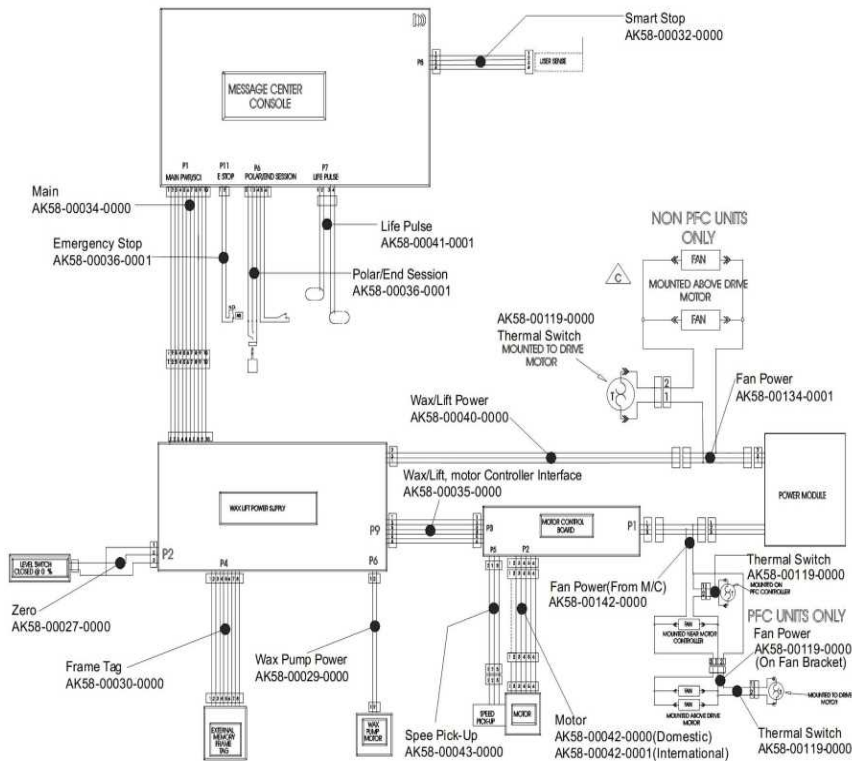 Smart Stop
AK58-00032-0000
P8
USER SENSE
MESSAGE CENTER
CONSOLE
P1
MAIN PWR/SCI
P11
E STOP
P6
POLAR/END SESSION
P7
LIFE PULSE
Main
AK58-00034-0000
Emergency Stop
AK58-00036-0001
Life Pulse
AK58-00041-0001
Polar/End Session
AK58-00036-0001
NON PFC UNITS
ONLY
FAN
MOUNTED ABOVE DRIVE
MOTOR
FAN
C
AK58-00119-0000
Thermal Switch
MOUNTED TO DRIVE
MOTOR
T
2
1
Fan Power
AK58-00134-0001
Wax/Lift Power
AK58-00040-0000
POWER MODULE
WAX LIFT POWER SUPPLY
Wax/Lift, motor Controller Interface
AK58-00035-0000
P9
P3
MOTOR CONTROL
BOARD
P1
P5
P2
P2
LEVEL SWITCH
CLOSED @ 0 %
P4
P6
Zero
AK58-00027-0000
Fan Power(From M/C)
AK58-00142-0000
Thermal Switch
AK58-00119-0000
MOUNTED ON
PFC CONTROLLER
PFC UNITS ONLY
FAN
MOUNTED NEAR MOTOR
CONTROLLER
Fan Power
AK58-00119-0000
(On Fan Bracket)
Frame Tag
AK58-00030-0000
Wax Pump Power
AK58-00029-0000
FAN
FAN
MOUNTED ABOVE DRIVE
MOTOR
MOUNTED TO DRIVE
MOTOR
Thermal Switch
AK58-00119-0000
EXTERNAL
MEMORY
FRAME
TAG
WAX
PUMP
MOTOR
SPEED
PICK-UP
MOTOR
Spee Pick-Up
AK58-00043-0000
Motor
AK58-00042-0000(Domestic)
AK58-00042-0001(International)